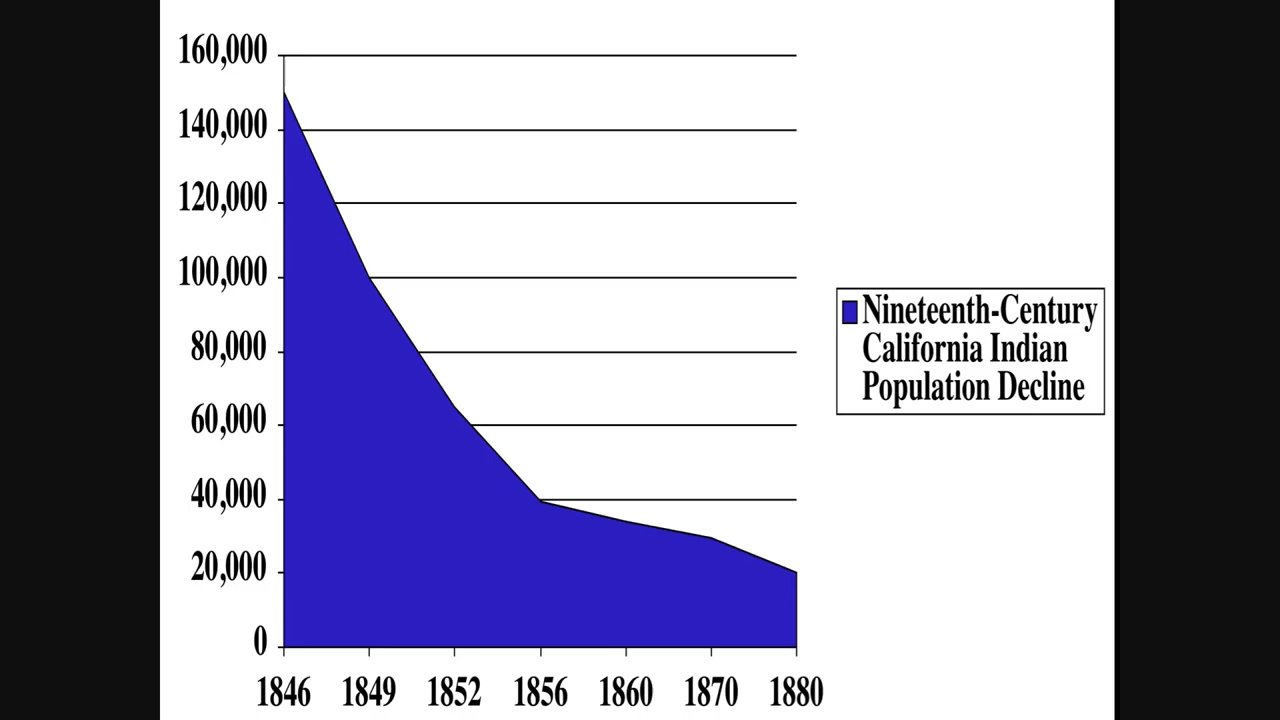 160,000
140,000
120,000
100,000
80,000
60,000
40,000
20,000
0
1846 1849 1852 1856 1860 1870 1880
Nineteenth-Century
California Indian
Population Decline